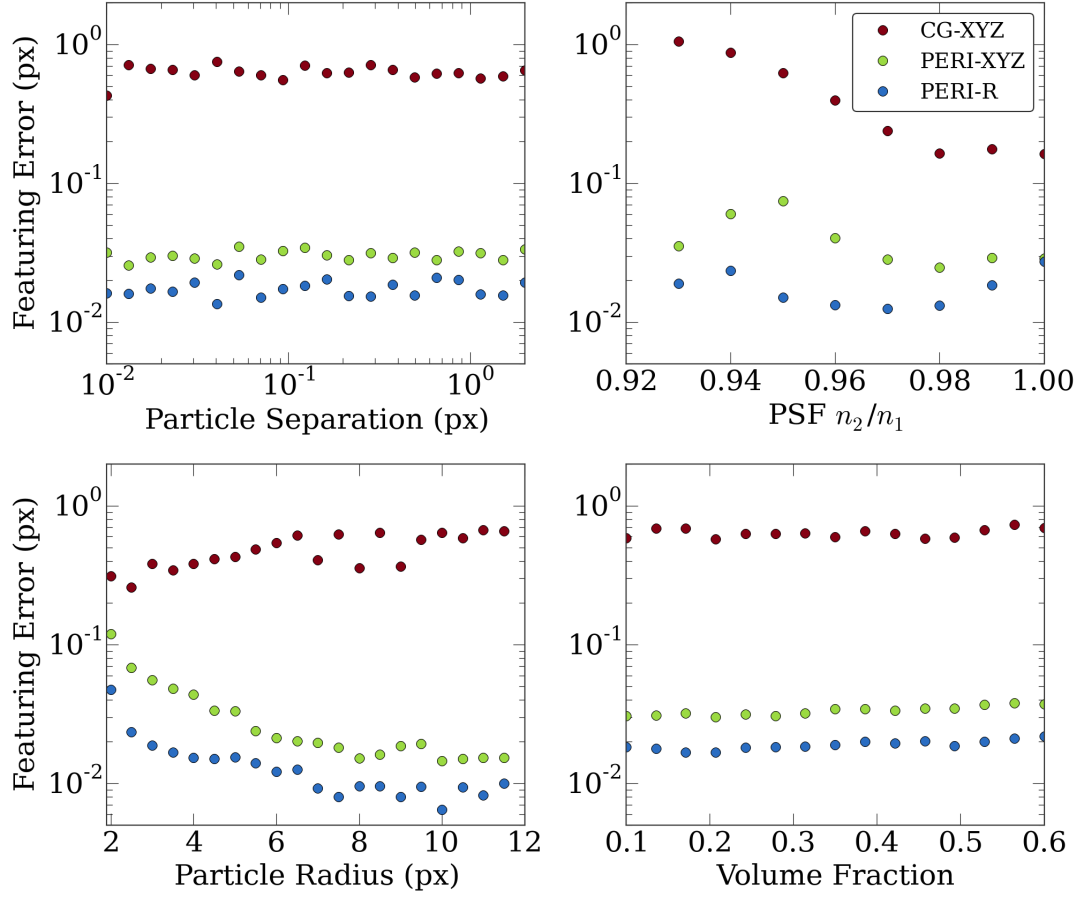 Featuring Error (px)
10^0
10^-1
10^-2
10^-2 10^-1 10^0
Particle Separation (px)
10^0
10^-1
10^-2
CG-XYZ
PERI-XYZ
PERI-R
0.92 0.94 0.96 0.98 1.00
PSF n_2/n_1
Featuring Error (px)
10^0
10^-1
10^-2
2 4 6 8 10 12
Particle Radius (px)
10^0
10^-1
10^-2
0.1 0.2 0.3 0.4 0.5 0.6
Volume Fraction